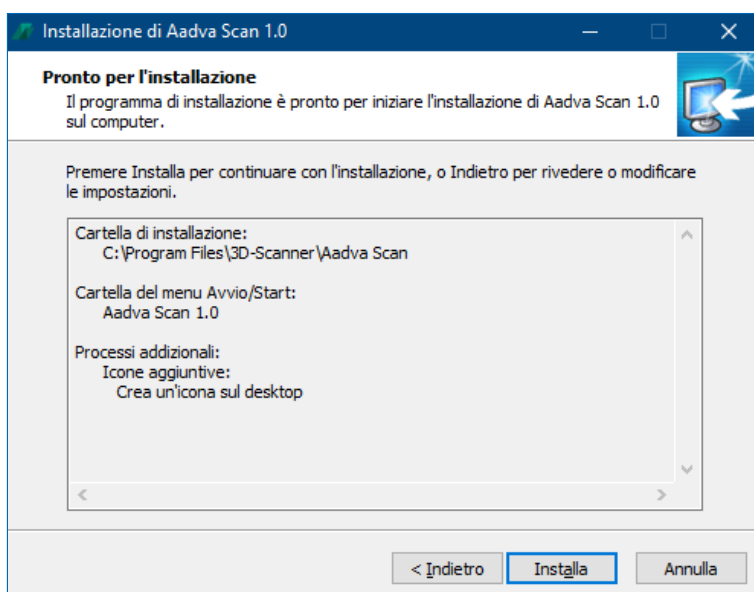 Installazione di Aadva Scan 1.0
Pronto per l'installazione
Il programma di installazione è pronto per iniziare l'installazione di Aadva Scan 1.0
sul computer.
Premere Installa per continuare con l'installazione, o Indietro per rivedere o modificare
le impostazioni.
Cartella di installazione:
C:\Program Files\3D-Scanner\Aadva Scan
Cartella del menu Avvio/Start:
Aadva Scan 1.0
Processi addizionali:
Icone aggiuntive:
Crea un'icona sul desktop
< Indietro
Installa
Annulla